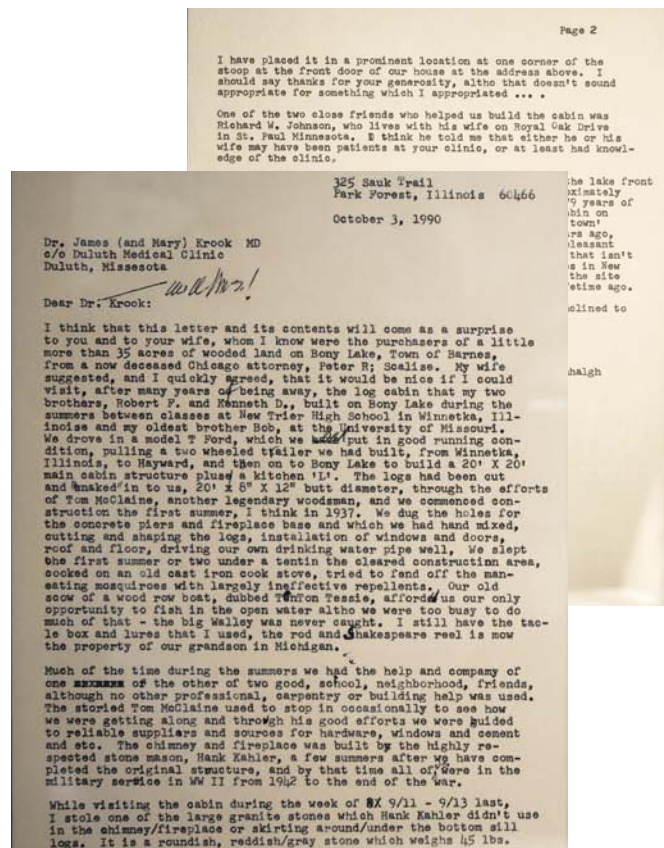 325 Sauk Trail
Park Forest, Illinois 60466
October 3, 1990
Dr. James (and Mary) Krook MD
c/o Duluth Medical Clinic
Duluth, Missesota
Dear Dr. Krook:
I think that this letter and its contents will come as a surprise
to you and to your wife, whom I know were the purchasers of a little
more than 35 acres of wooded land on Bony Lake, Town of Barnes,
from a now deceased Chicago attorney, Peter R; Scalise. My wife
suggested, and I quickly agreed, that it would be nice if I could
visit, after many years of being away, the log cabin that my two
brothers, Robert F. and Kenneth D., built on Bony Lake during the
summers between classes at New Trier High School in Winnetka, Ill-
inoise and my oldest brother Bob, at the University of Missouri.
We drove in a model T Ford, which we put in good running con-
dition, pulling a two wheeled trailer we had built, from Winnetka,
Illinois, to Hayward, and then on to Bony Lake to build a 20' X 20'
main cabin structure pluse a kitchen 'L'. The logs had been cut
and snaked in to us, 20' X 6" X 12" butt diameter, through the efforts
of Tom McClaine, another legendary woodsman, and we commenced con-
struction the first summer, I think in 1937. We dug the holes for
the concrete piers and fireplace base and which we had hand mixed,
cutting and shaping the logs, installation of windows and doors,
roof and floor, driving our own drinking water pipe well, We slept
the first summer or two under a tentin the cleared construction area,
cooked on an old cast iron cook stove, tried to fend off the man-
eating mosquiroes with largely ineffective repellents. Our old
scow of a wood row boat, dubbed Tessie, afforded us our only
opportunity to fish in the open water altho we were too busy to do
much of that - the big Walley was never caught. I still have the tac-
le box and lures that I used, the rod and Shakespeare reel is mow
the property of our grandson in Michigan.
Much of the time during the summers we had the help and company of
one of the other of two good, school, neighborhood, friends,
although no other professional, carpentry or building help was used.
The storied Tom McClaine used to stop in occasionally to see how
we were getting along and through his good efforts we were guided
to reliable suppliers and sources for hardware, windows and cement
and etc. The chimney and fireplace was built by the highly re-
spected stone mason, Hank Kahler, a few summers after we have com-
pleted the original structure, and by that time all of were in the
military service in WW II from 1942 to the end of the war.
While visiting the cabin during the week of 9/11 - 9/13 last,
I stole one of the large granite stones which Hank Kahler didn't use
in the chimney/fireplace or skirting around/under the bottom sill
logs. It is a roundish, reddish/gray stone which weighs 45 lbs.
Page 2
I have placed it in a prominent location at one corner of the
stoop at the front door of our house at the address above. I
should say thanks for your generosity, altho that doesn't sound
appropriate for something which I appropriated ... .
One of the two close friends who helped us build the cabin was
Richard W. Johnson, who lives with his wife on Royal Oak Drive
in St. Paul Minnesota. I think he told me that either he or his
wife may have been patients at your clinic, or at least had knowl-
edge of the clinic.
the lake front
years of
on
town'
ago,
that isn't
in New
the site
ago.
to